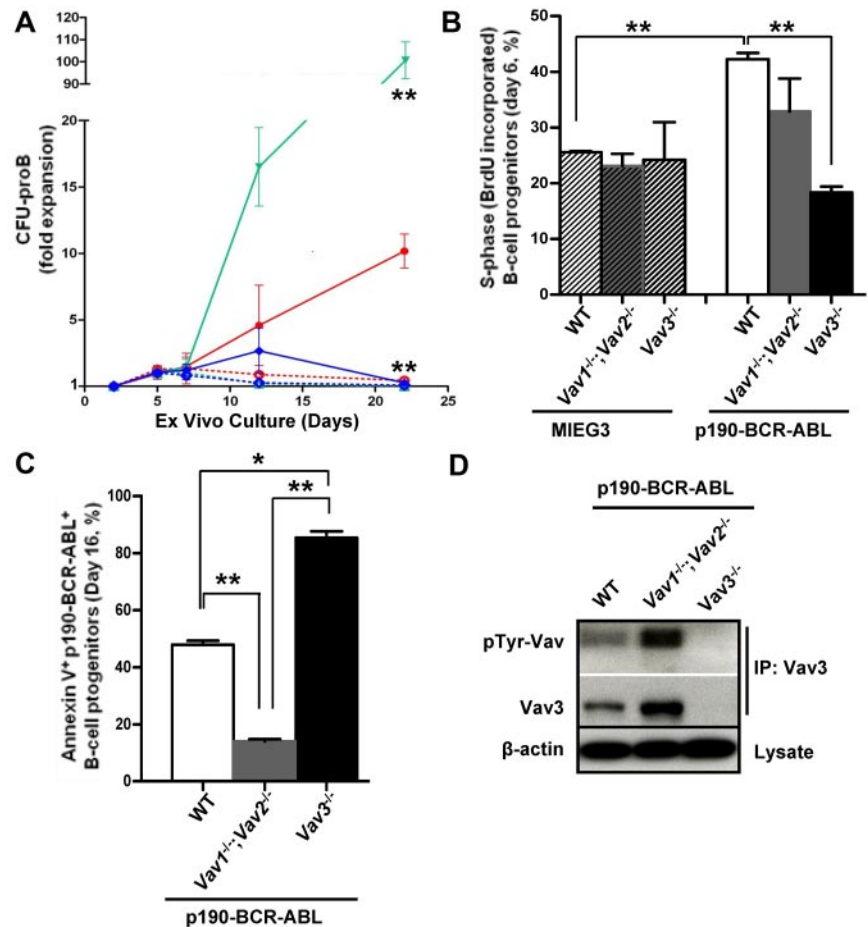 A
110
100
90
20
15
10
5
1
CFU-proB
(fold expansion)
**
**
0
5
10
15
20
25
Ex Vivo Culture (Days)
B
S-phase (BrdU incorporated)
B-cell progenitors (day 6, %)
50
40
30
20
10
0
**
**
WT
Vav1-/-;Vav2-/-
Vav3-/-
WT
Vav1-/-;Vav2-/-
Vav3-/-
MIEG3
p190-BCR-ABL
C
Annexin V+ p190-BCR-ABL+
B-cell ptogenitors (Day 16, %)
100
80
60
40
20
0
*
**
**
WT
Vav1-/-;Vav2-/-
Vav3-/-
p190-BCR-ABL
D
p190-BCR-ABL
WT
Vav1-/-;Vav2-/-
Vav3-/-
pTyr-Vav
Vav3
IP: Vav3
β-actin
Lysate